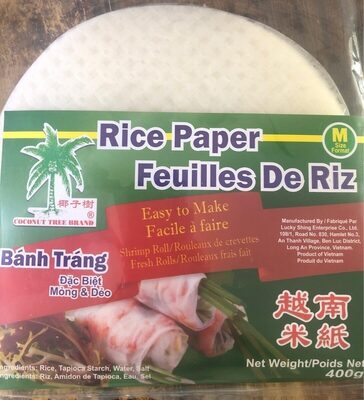 Rice Paper
Feuilles De Riz
M
Size
Format
椰子樹
®
COCONUT TREE BRAND
Easy to Make
Facile à faire
Shrimp Roll/Rouleaux de crevettes
Fresh Rolls/Rouleaux frais fait
Manufactured By / Fabriqué Par
Lucky Shing Enterprise Co., Ltd.
198/1, Road No. 830, Hamlet No.3,
An Thanh Village, Ben Luc District
Long An Province, Vietnam.
Product of Vietnam
Produit du Vietnam
Bánh Tráng
Đặc Biệt
Mỏng & Dẻo
越南
米紙
Ingredients: Rice, Tapioca Starch, Water, Salt
Ingredients: Riz, Amidon de Tapioca, Eau, Sel
Net Weight/Poids Net
400g